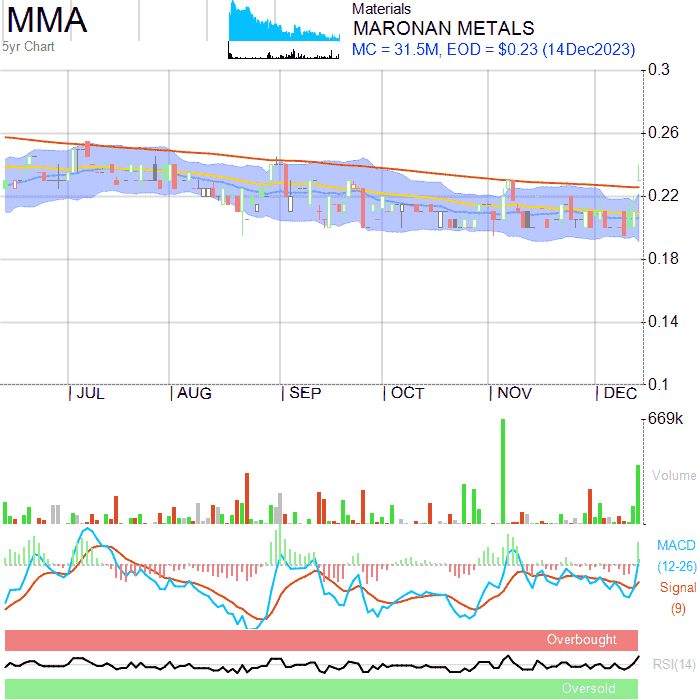 MMA
5yr Chart
Materials
MARONAN METALS
MC = 31.5M, EOD = $0.23 (14Dec2023)
0.3
0.26
0.22
0.18
0.14
0.1
JUL AUG SEP OCT NOV DEC
669k
Volume
MACD
(12-26)
Signal
(9)
Overbought
RSI(14)
Oversold